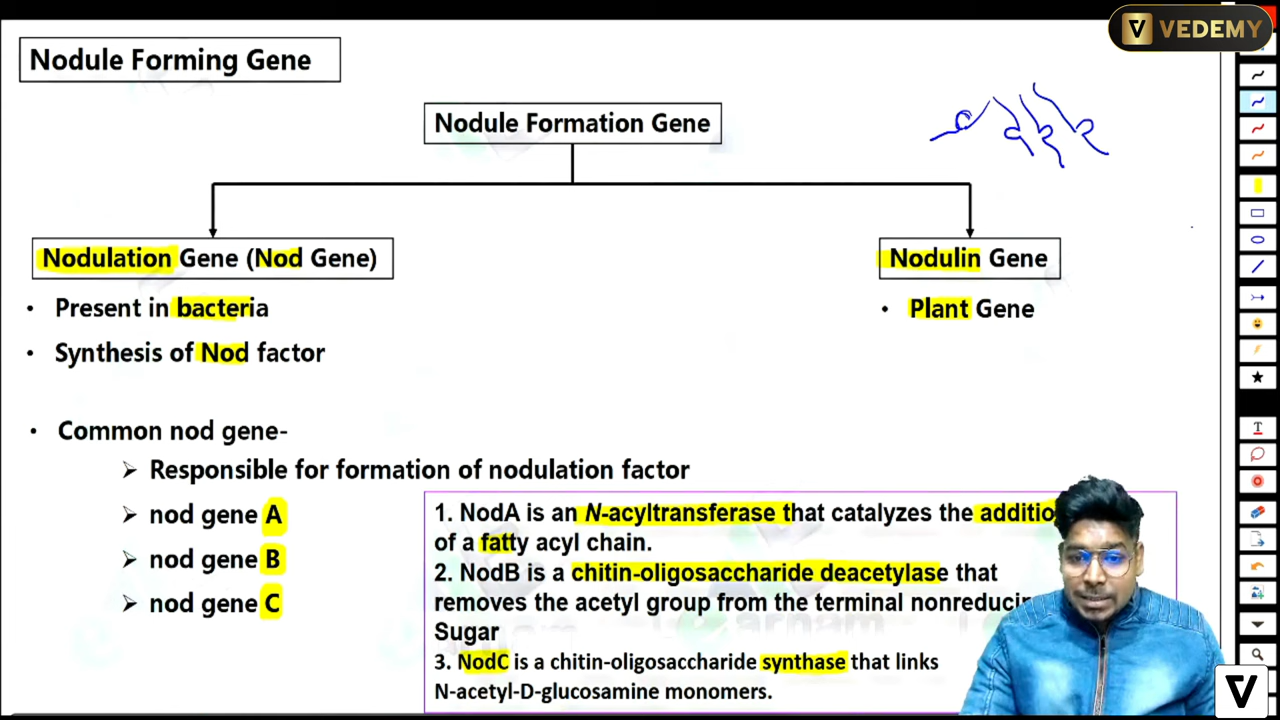 VEDEMY
Nodule Forming Gene
Nodule Formation Gene
Nodulation Gene (Nod Gene)
• Present in bacteria
• Synthesis of Nod factor
Nodulin Gene
• Plant Gene
• Common nod gene-
➢ Responsible for formation of nodulation factor
➢ nod gene A
➢ nod gene B
➢ nod gene C
1. NodA is an N-acyltransferase that catalyzes the
of a fatty acyl chain.
2. NodB is a chitin-oligosaccharide deacetylase that
removes the acetyl group from the terminal
Sugar
3. NodC is a chitin-oligosaccharide synthase that links
N-acetyl-D-glucosamine monomers.